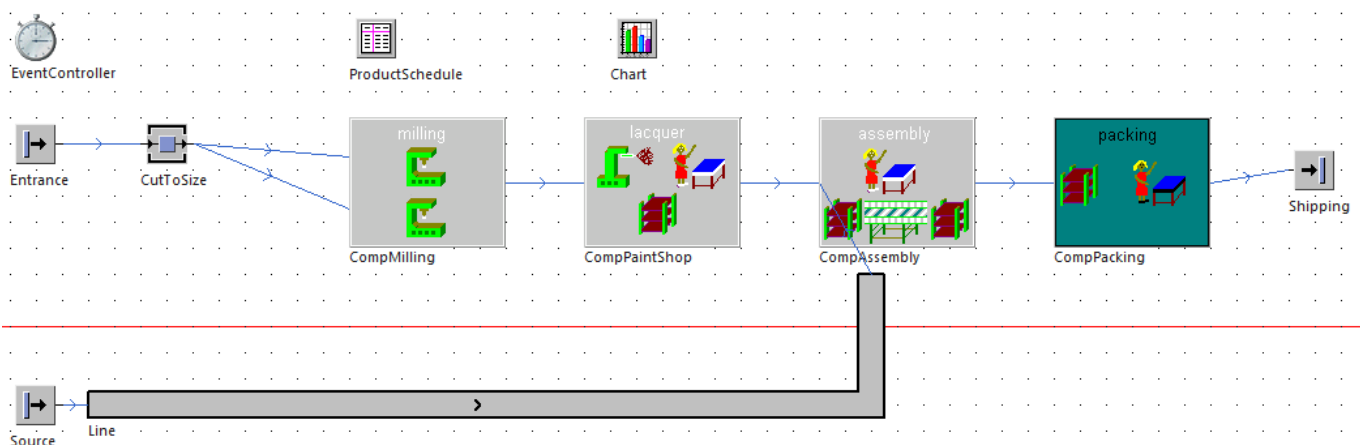 EventController
ProductSchedule
Chart
milling
lacquer
assembly
packing
Entrance
CutToSize
CompMilling
CompPaintShop
CompAssembly
CompPacking
Shipping
Source
Line